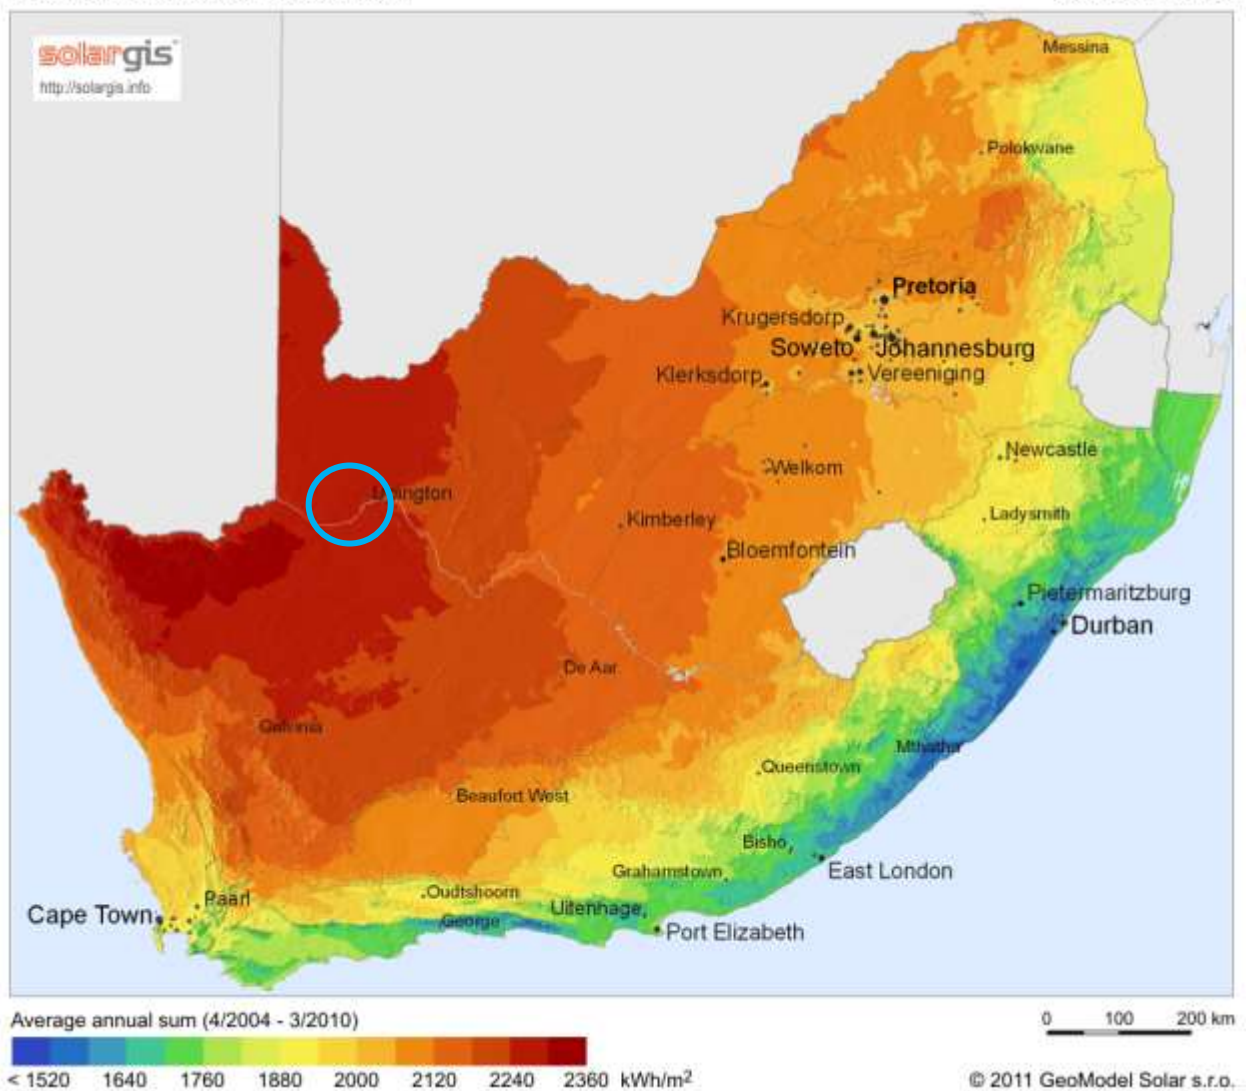 solargis
http://solargis.info
Messina
Polokwane
Pretoria
Krugersdorp
Soweto
Johannesburg
Klerksdorp
Vereeniging
Newcastle
Welkom
Upington
Kimberley
Ladysmith
Bloemfontein
Pietermaritzburg
Durban
De Aar
Calvinia
Mthatha
Queenstown
Beaufort West
Bisho
East London
Grahamstown
Oudtshoorn
Paarl
Uitenhage
Cape Town
George
Port Elizabeth
Average annual sum (4/2004 - 3/2010)
0 100 200 km
< 1520 1640 1760 1880 2000 2120 2240 2360 kWh/m²
© 2011 GeoModel Solar s.r.o.